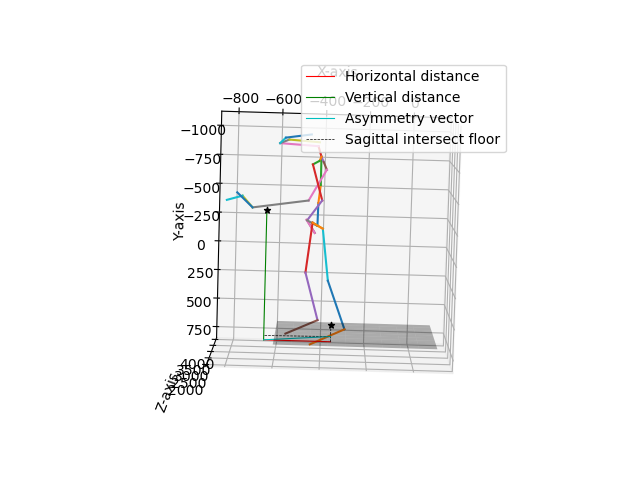 X-axis
Horizontal distance
Vertical distance
Asymmetry vector
Sagittal intersect floor
−800
−600
−400
−200
0
−1000
−750
−500
−250
0
250
500
750
Y-axis
Z-axis
4000
3500
3000
2500
2000